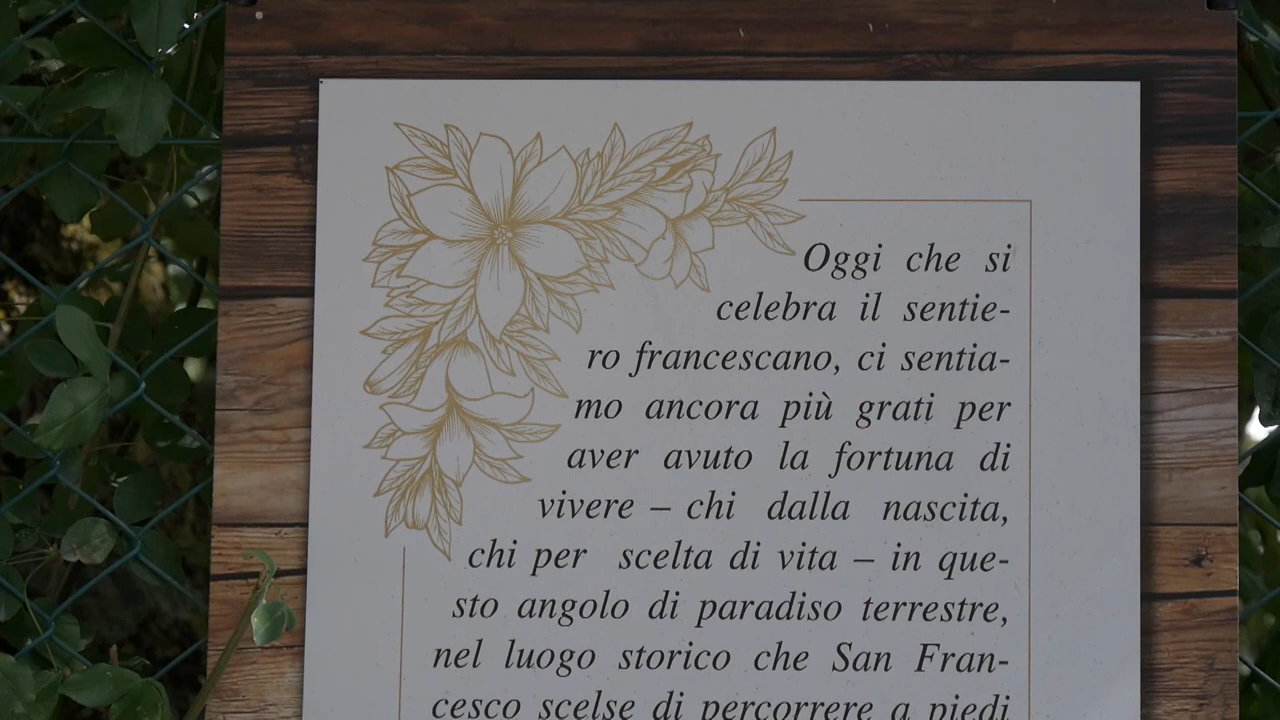 Oggi che si
celebra il sentie-
ro francescano, ci sentia-
mo ancora più grati per
aver avuto la fortuna di
vivere – chi dalla nascita,
chi per scelta di vita – in que-
sto angolo di paradiso terrestre,
nel luogo storico che San Fran-
cesco scelse di percorrere a piedi